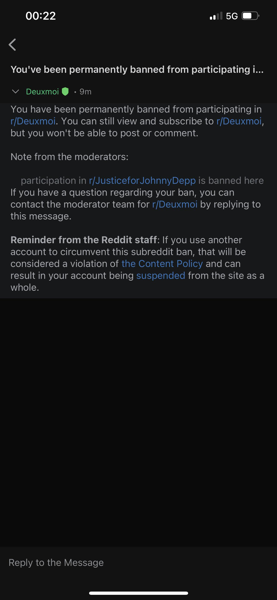 00:22
5G
You've been permanently banned from participating i...
Deuxmoi • 9m
You have been permanently banned from participating in
r/Deuxmoi. You can still view and subscribe to r/Deuxmoi,
but you won't be able to post or comment.
Note from the moderators:
participation in r/JusticeforJohnnyDepp is banned here
If you have a question regarding your ban, you can
contact the moderator team for r/Deuxmoi by replying to
this message.
Reminder from the Reddit staff: If you use another
account to circumvent this subreddit ban, that will be
considered a violation of the Content Policy and can
result in your account being suspended from the site as a
whole.
Reply to the Message